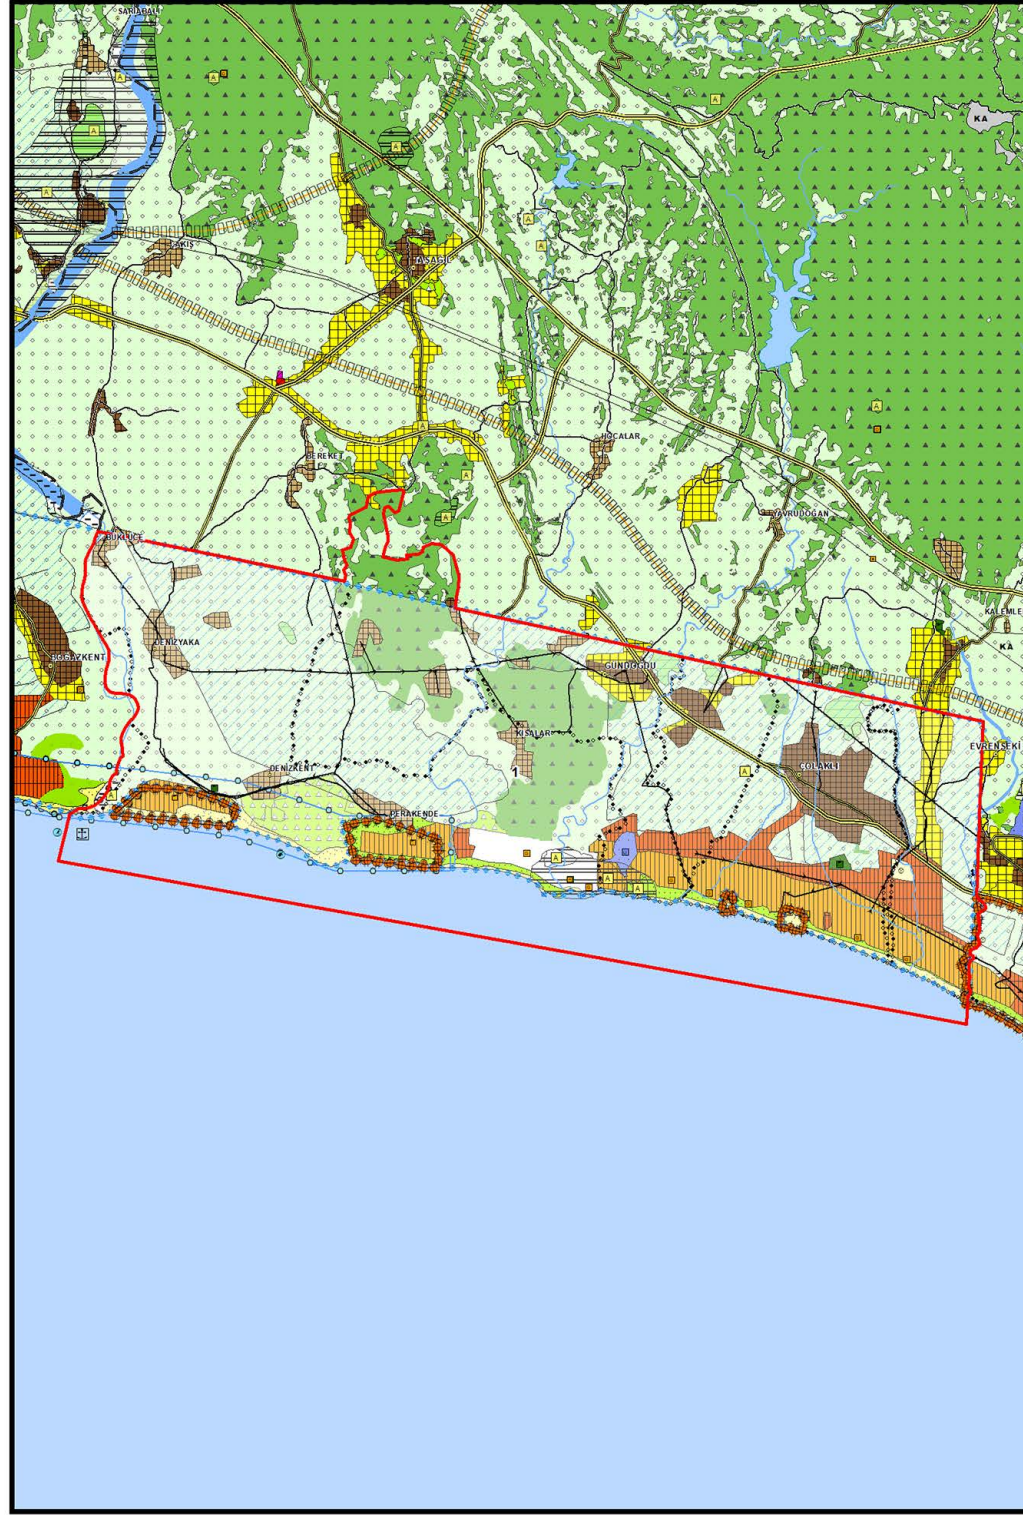 SARIABALI
A
A
A
KA
A
A
A
A
ÇAKIŞ
TAŞAĞIL
A
A
A
HOCALAR
BEREKET
A
A
YAVRUDOĞAN
BÜKLÜCE
KALEMLE
DENİZYAKA
KA
BOĞAZKENT
GÜNDOĞDU
KISALAR
EVRENSEKİ
ÇOLAKLI
DENİZKENT
1
A
A
PERAKENDE
A
A
A